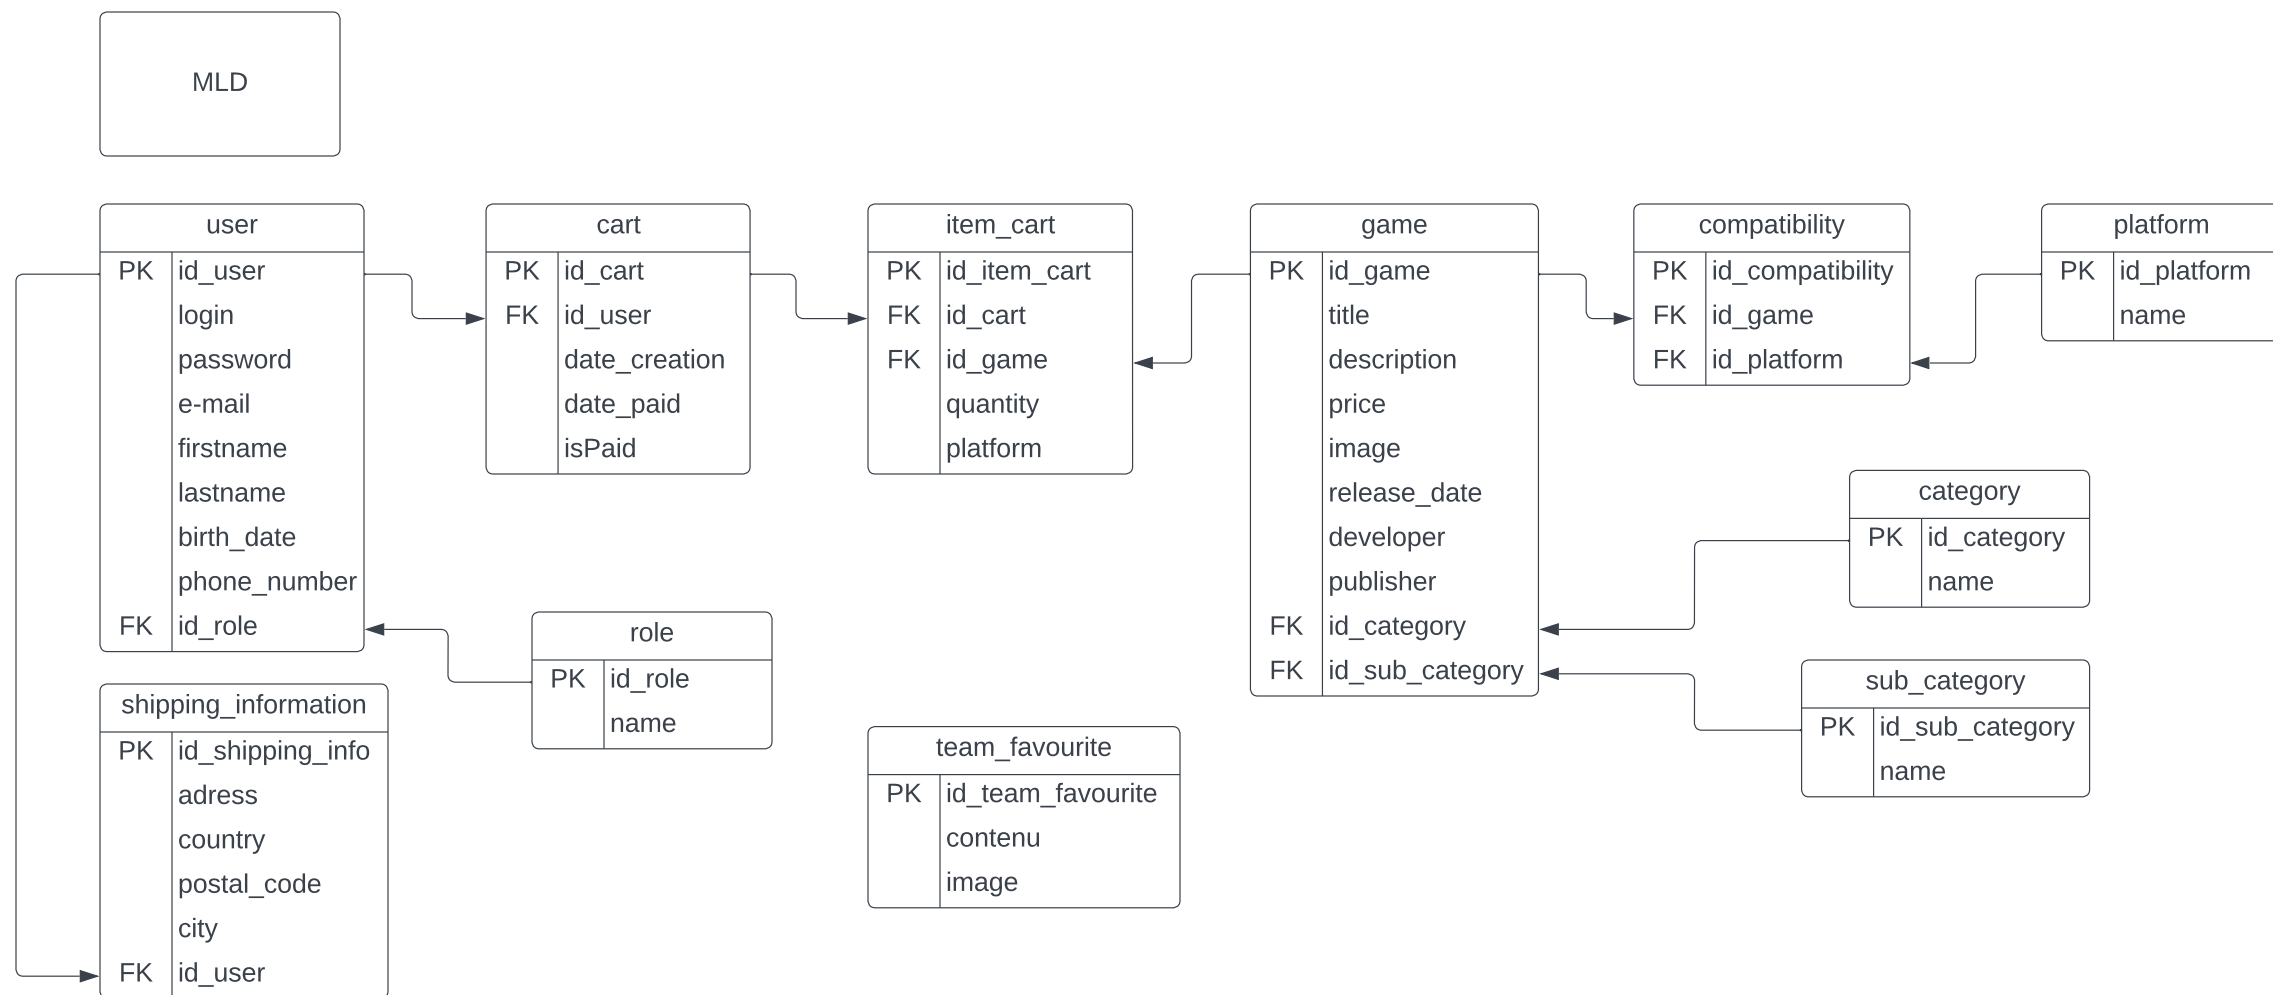 MLD
user
PK id_user
login
password
e-mail
firstname
lastname
birth_date
phone_number
FK id_role
cart
PK id_cart
FK id_user
date_creation
date_paid
isPaid
item_cart
PK id_item_cart
FK id_cart
FK id_game
quantity
platform
game
PK id_game
title
description
price
image
release_date
developer
publisher
FK id_category
FK id_sub_category
compatibility
PK id_compatibility
FK id_game
FK id_platform
platform
PK id_platform
name
category
PK id_category
name
role
PK id_role
name
sub_category
PK id_sub_category
name
shipping_information
PK id_shipping_info
adress
country
postal_code
city
FK id_user
team_favourite
PK id_team_favourite
contenu
image